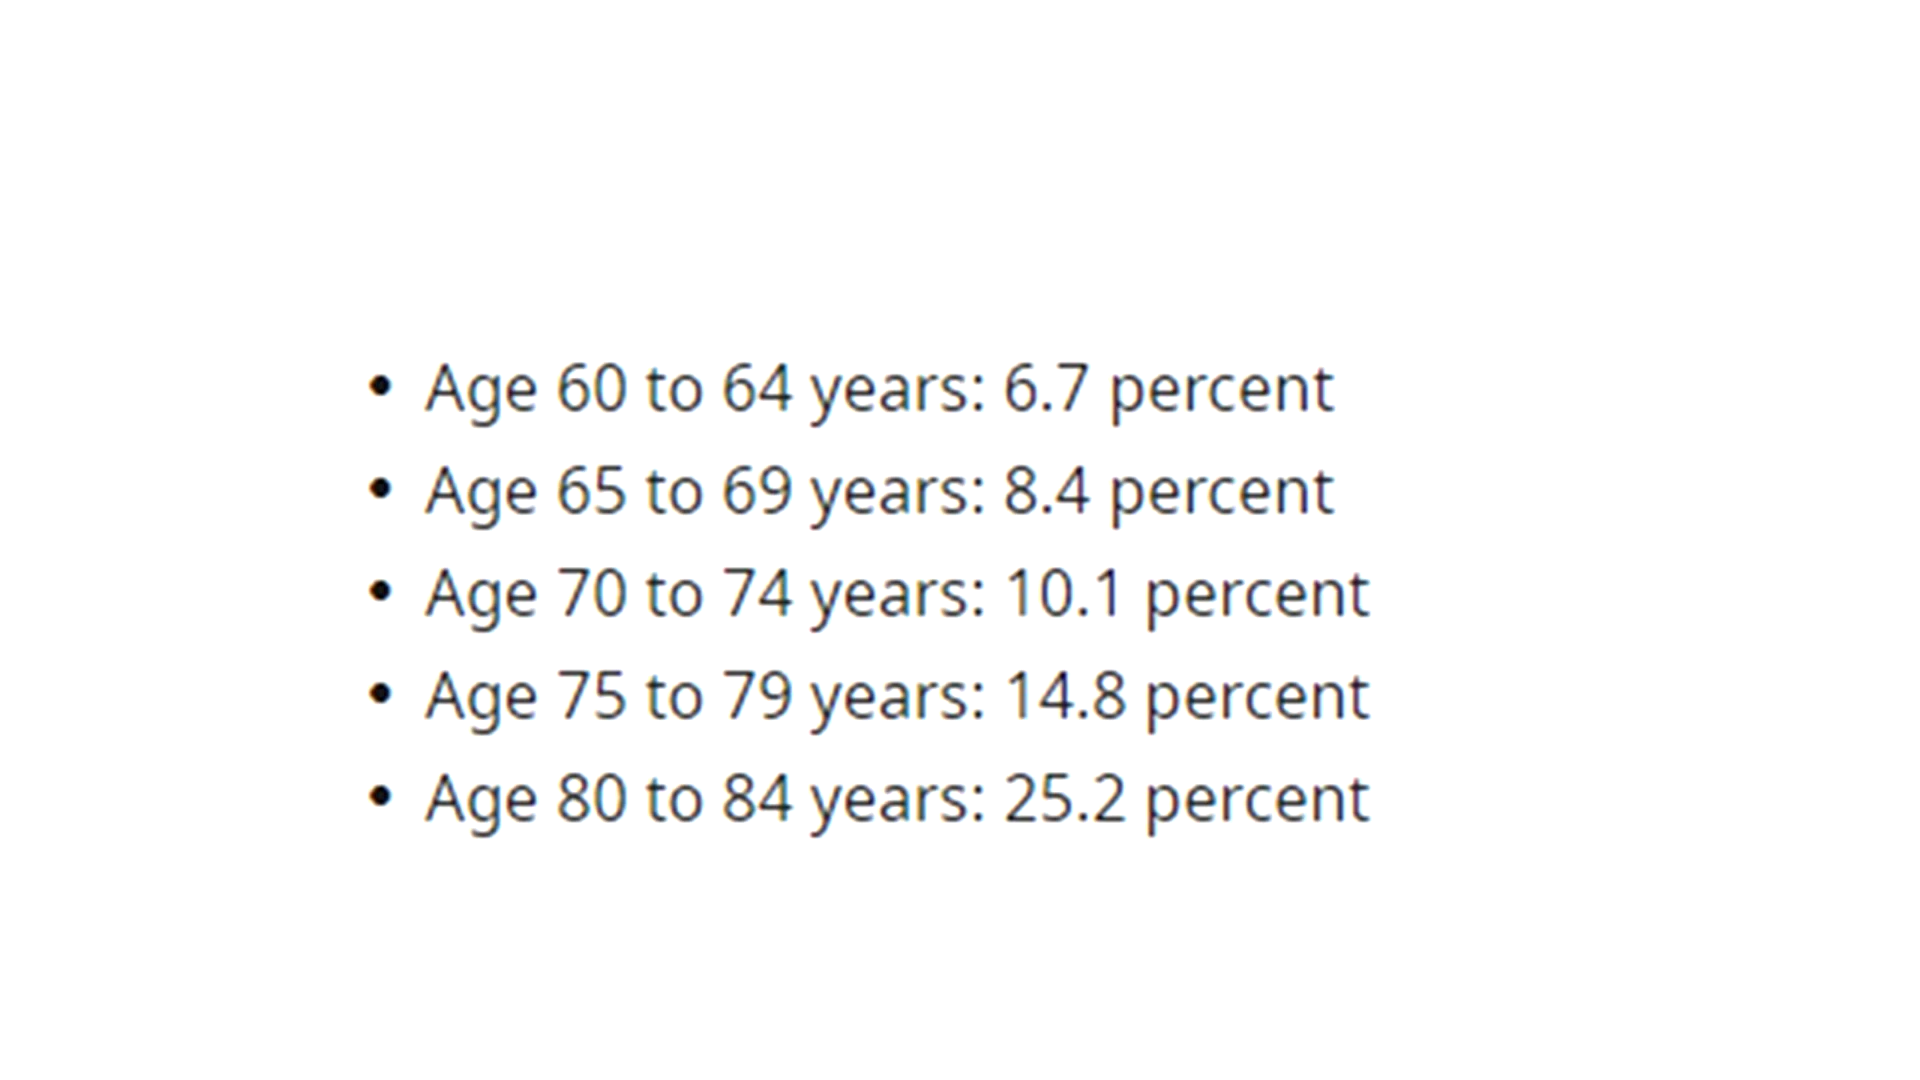 • Age 60 to 64 years: 6.7 percent
• Age 65 to 69 years: 8.4 percent
• Age 70 to 74 years: 10.1 percent
• Age 75 to 79 years: 14.8 percent
• Age 80 to 84 years: 25.2 percent